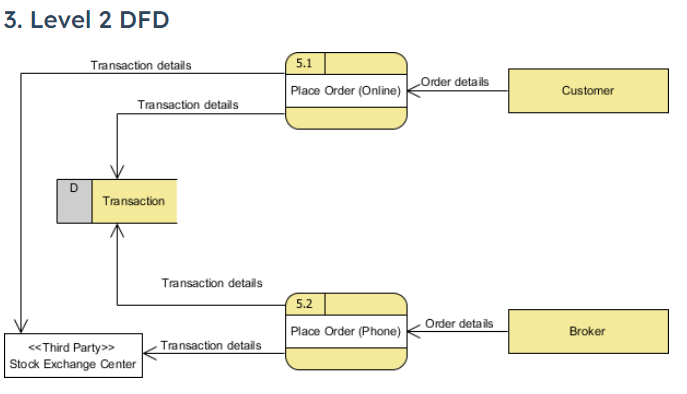 3. Level 2 DFD
Transaction details
5.1
Place Order (Online)
Order details
Customer
Transaction details
D
Transaction
Transaction details
5.2
Place Order (Phone)
Order details
Broker
<<Third Party>>
Stock Exchange Center
Transaction details